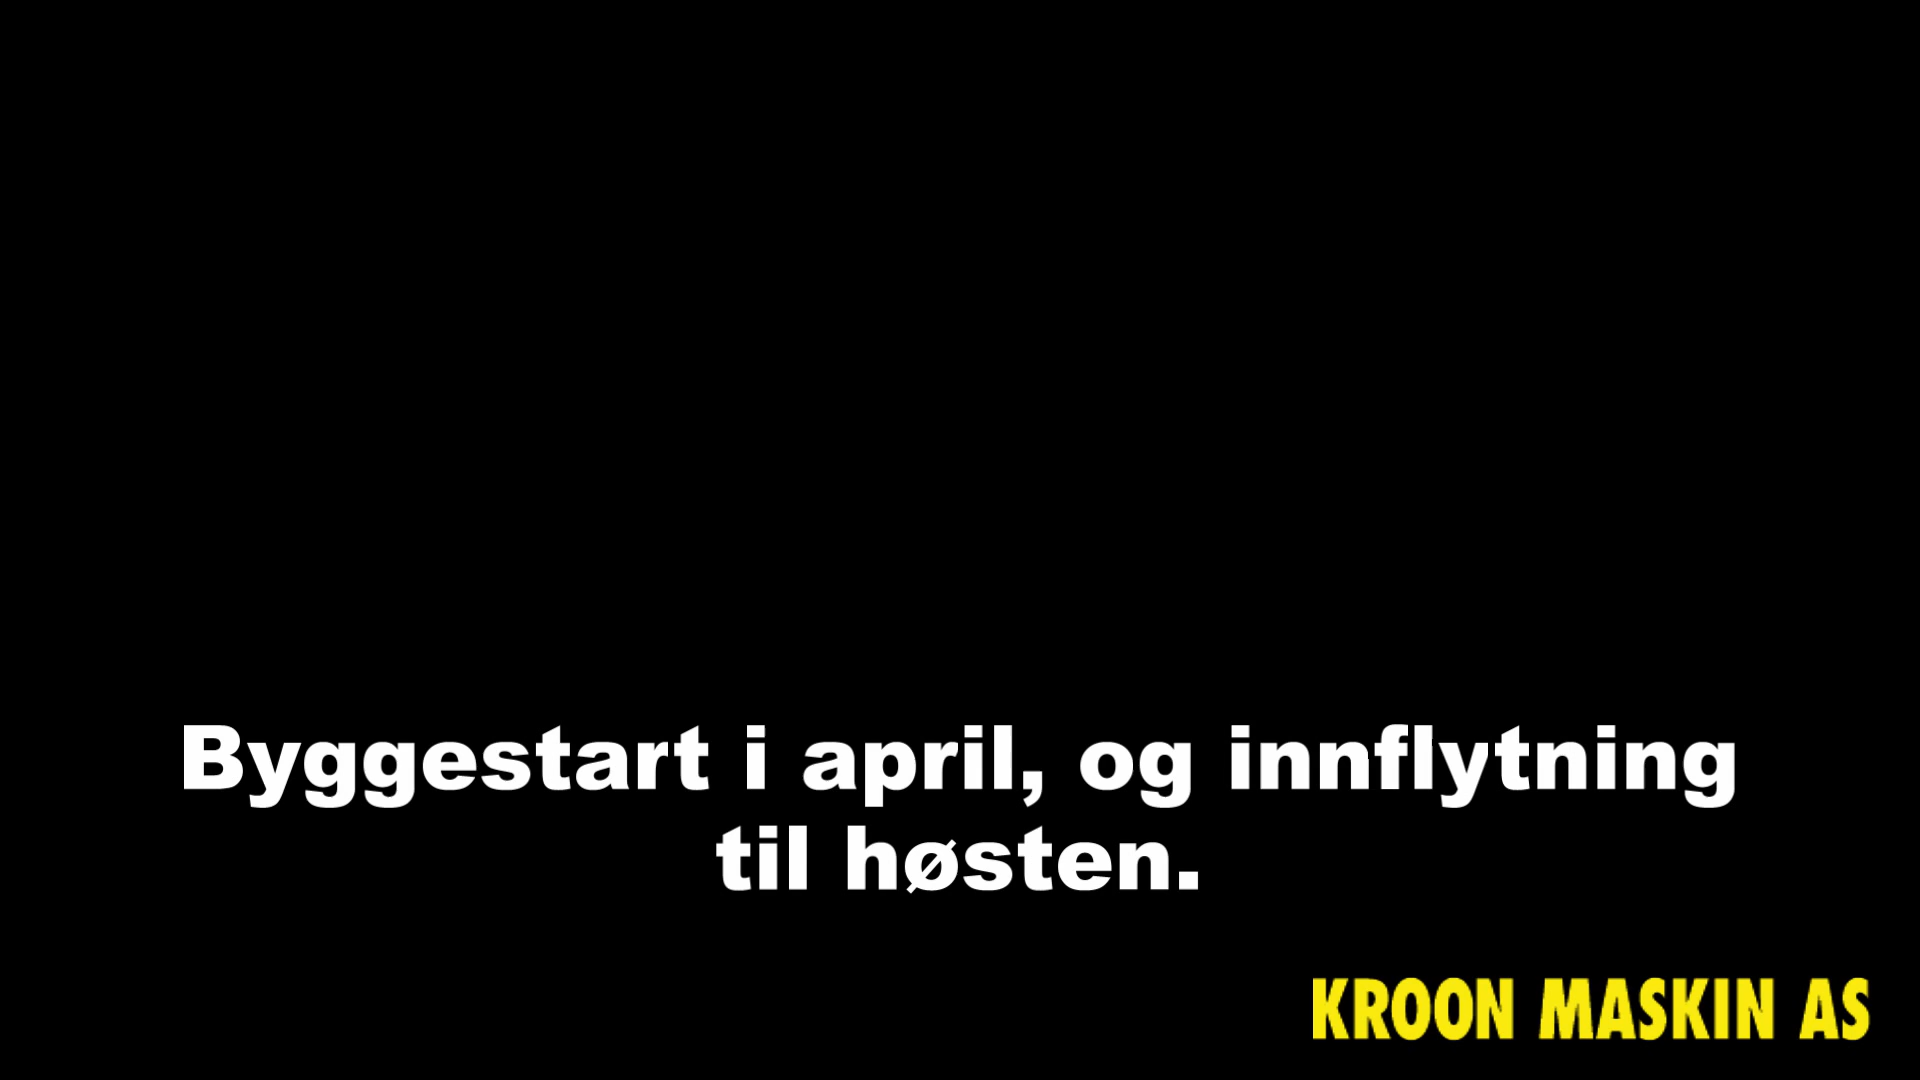 Byggestart i april, og innflytning
til høsten.
KROON MASKIN AS